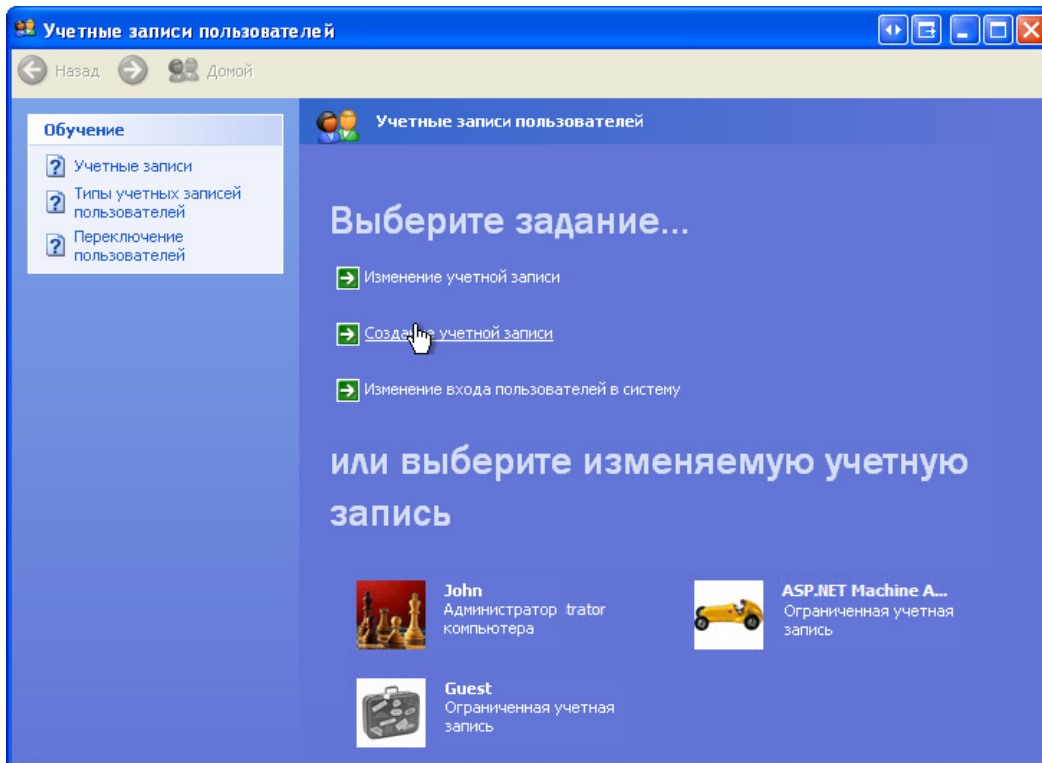 Учетные записи пользователей
Назад Домой
Обучение
Учетные записи
Типы учетных записей
пользователей
Переключение
пользователей
Учетные записи пользователей
Выберите задание...
Изменение учетной записи
Создание учетной записи
Изменение входа пользователей в систему
или выберите изменяемую учетную
запись
John
Администратор trator
компьютера
ASP.NET Machine A...
Ограниченная учетная
запись
Guest
Ограниченная учетная
запись